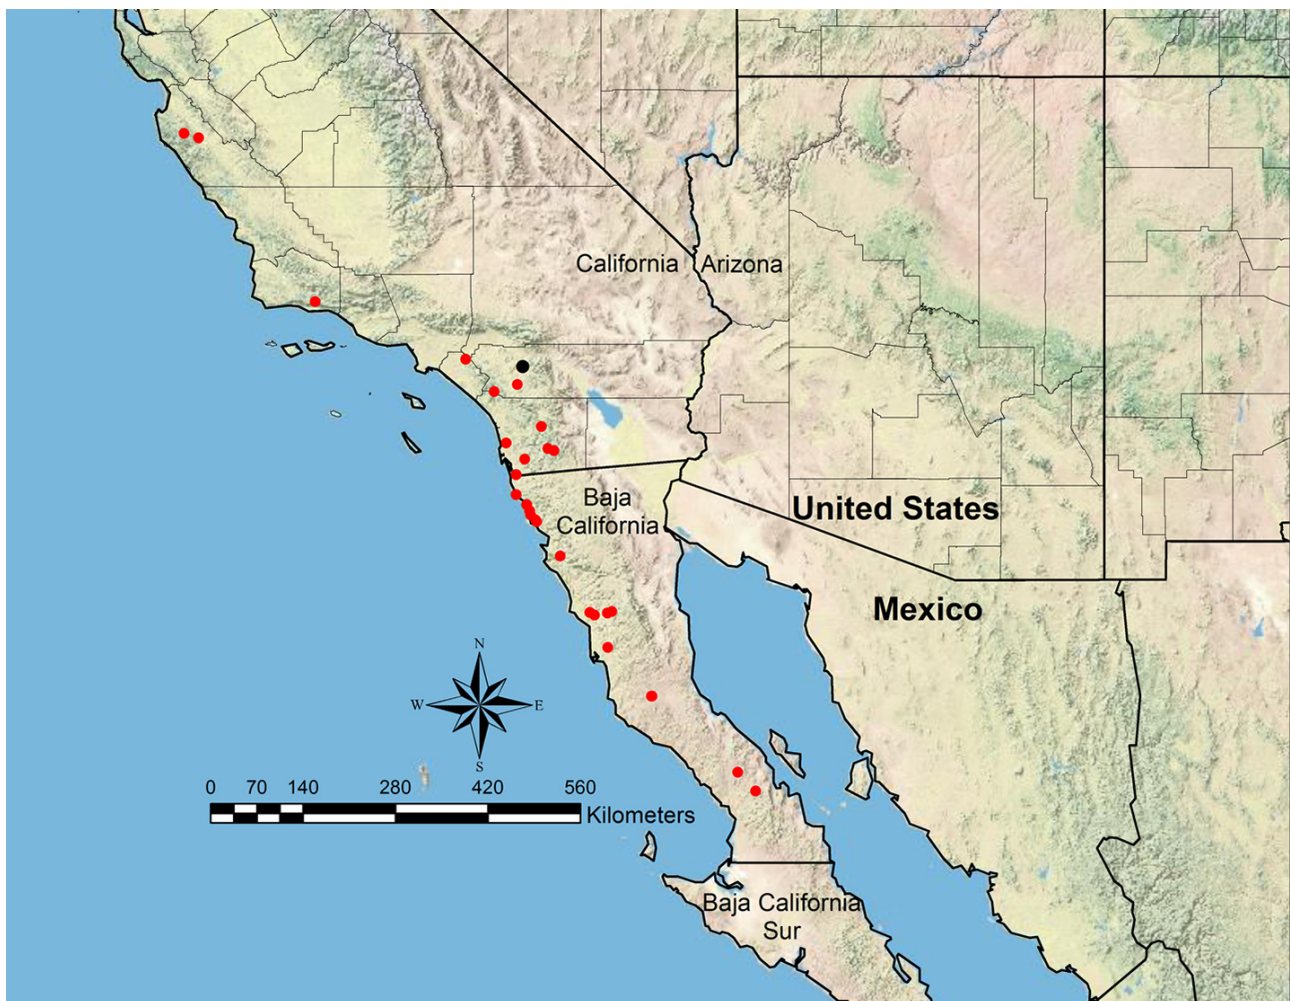 California
Arizona
Baja
California
United States
Mexico
N
W
E
S
0 70 140 280 420 560
Kilometers
Baja California
Sur